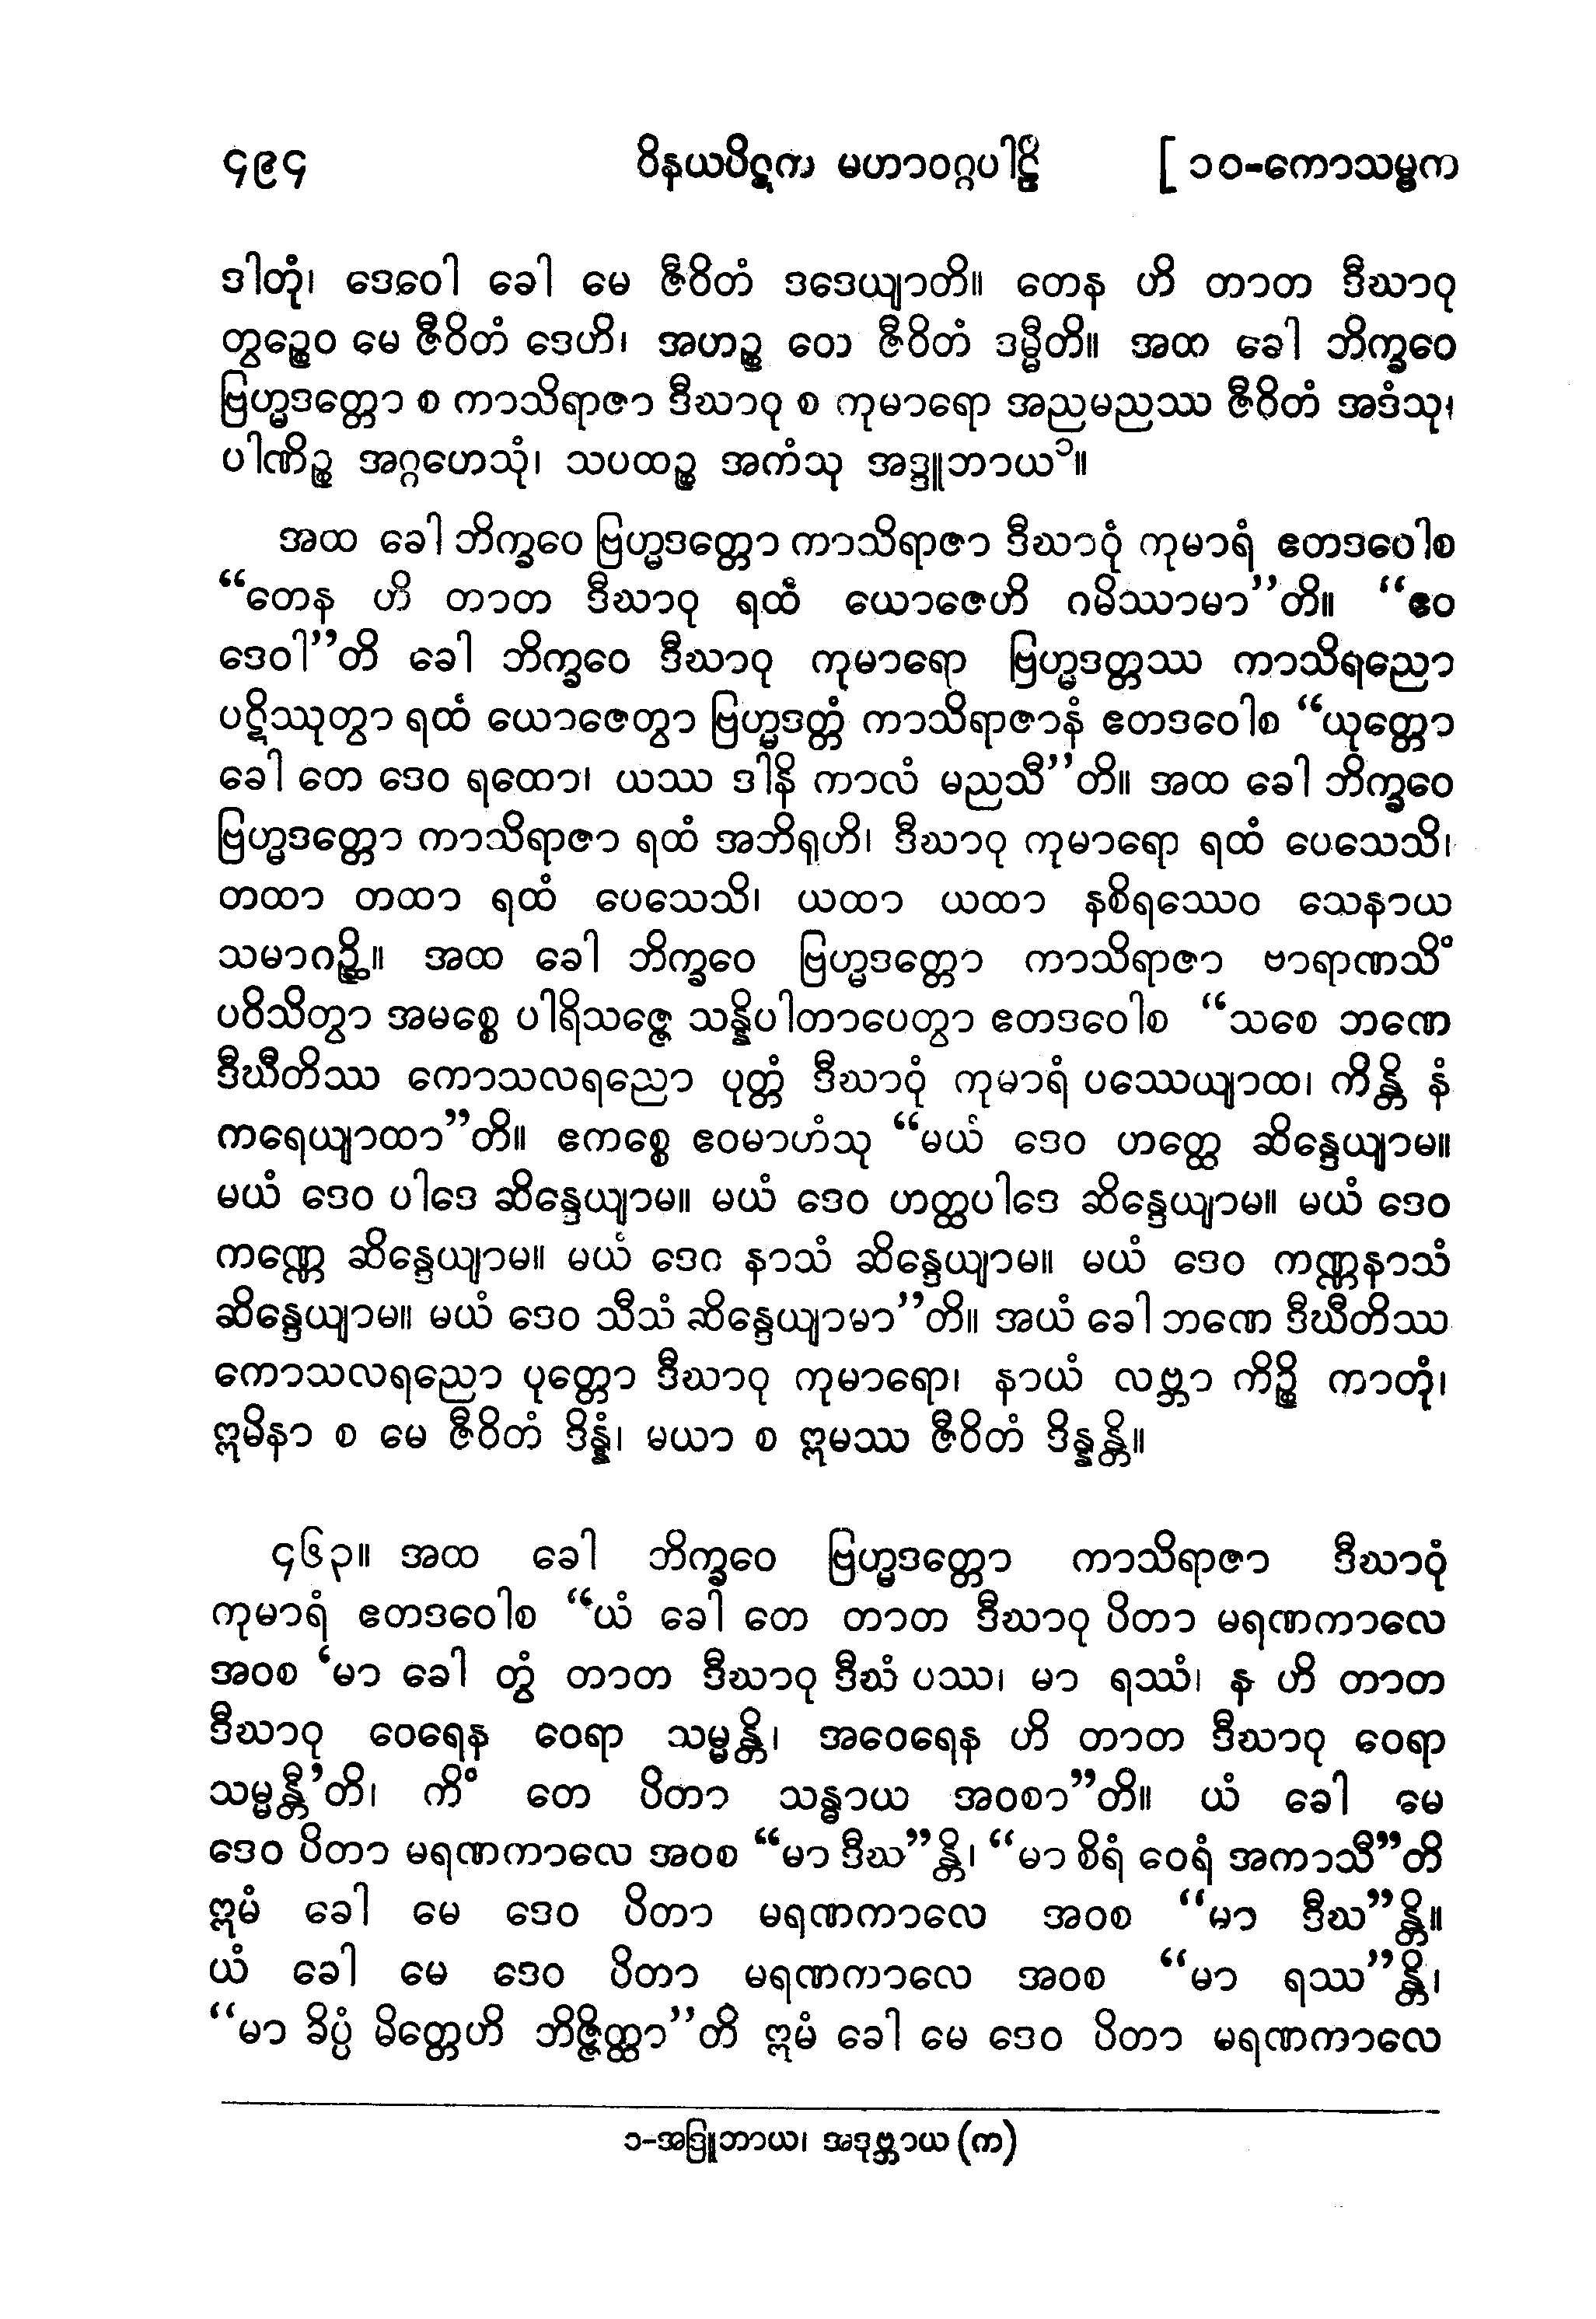 ၄၉၄ ဝိနယပိဋက မဟာဝဂ္ဂပါဠိ [ ၁၀-ကောသမ္ဗက
ဒါတုံ၊ ဒေဝေါ ခေါ မေ ဇီဝိတံ ဒဒေယျာတိ။ တေန ဟိ တာတ ဒီဃာဝု
တွဉ္စေဝ မေ ဇီဝိတံ ဒေဟိ၊ အဟဉ္စ တေ ဇီဝိတံ ဒမ္မီတိ။ အထ ခေါ ဘိက္ခဝေ
ဗြဟ္မဒတ္တော စ ကာသိရာဇာ ဒီဃာဝု စ ကုမာရော အညမညဿ ဇီဝိတံ အဒံသု၊
ပါဏိဉ္စ အဂ္ဂဟေသုံ၊ သပထဉ္စ အကံသု အဒ္ဒူဘာယ၁။
အထ ခေါ ဘိက္ခဝေ ဗြဟ္မဒတ္တော ကာသိရာဇာ ဒီဃာဝုံ ကုမာရံ ဧတဒဝေါစ
“တေန ဟိ တာတ ဒီဃာဝု ရထံ ယောဇေဟိ ဂမိဿာမာ”တိ။ “ဧဝ
ဒေဝါ”တိ ခေါ ဘိက္ခဝေ ဒီဃာဝု ကုမာရော ဗြဟ္မဒတ္တဿ ကာသိရညော
ပဋိဿုတွာ ရထံ ယောဇေတွာ ဗြဟ္မဒတ္တံ ကာသိရာဇာနံ ဧတဒဝေါစ “ယုတ္တော
ခေါ တေ ဒေဝ ရထော၊ ယဿ ဒါနိ ကာလံ မညသီ”တိ။ အထ ခေါ ဘိက္ခဝေ
ဗြဟ္မဒတ္တော ကာသိရာဇာ ရထံ အဘိရုဟိ၊ ဒီဃာဝု ကုမာရော ရထံ ပေသေသိ၊
တထာ တထာ ရထံ ပေသေသိ၊ ယထာ ယထာ နစိရဿေဝ သေနာယ
သမာဂဉ္ဆိ။ အထ ခေါ ဘိက္ခဝေ ဗြဟ္မဒတ္တော ကာသိရာဇာ ဗာရာဏသိံ
ပဝိသိတွာ အမစ္စေ ပါရိသဇ္ဇေ သန္နိပါတာပေတွာ ဧတဒဝေါစ “သစေ ဘဏေ
ဒီဃီတိဿ ကောသလရညော ပုတ္တံ ဒီဃာဝုံ ကုမာရံ ပဿေယျာထ၊ ကိန္တိ နံ
ကရေယျာထာ”တိ။ ဧကစ္စေ ဧဝမာဟံသု “မယံ ဒေဝ ဟတ္ထေ ဆိန္ဒေယျာမ။
မယံ ဒေဝ ပါဒေ ဆိန္ဒေယျာမ။ မယံ ဒေဝ ဟတ္ထပါဒေ ဆိန္ဒေယျာမ။ မယံ ဒေဝ
ကဏ္ဏေ ဆိန္ဒေယျာမ။ မယံ ဒေဝ နာသံ ဆိန္ဒေယျာမ။ မယံ ဒေဝ ကဏ္ဏနာသံ
ဆိန္ဒေယျာမ။ မယံ ဒေဝ သီသံ ဆိန္ဒေယျာမာ”တိ။ အယံ ခေါ ဘဏေ ဒီဃီတိဿ
ကောသလရညော ပုတ္တော ဒီဃာဝု ကုမာရော၊ နာယံ လဗ္ဘာ ကိဉ္စိ ကာတုံ၊
ဣမိနာ စ မေ ဇီဝိတံ ဒိန္နံ၊ မယာ စ ဣမဿ ဇီဝိတံ ဒိန္နန္တိ။
၄၆၃။ အထ ခေါ ဘိက္ခဝေ ဗြဟ္မဒတ္တော ကာသိရာဇာ ဒီဃာဝုံ
ကုမာရံ ဧတဒဝေါစ “ယံ ခေါ တေ တာတ ဒီဃာဝု ပိတာ မရဏကာလေ
အဝစ ‘မာ ခေါ တွံ တာတ ဒီဃာဝု ဒီဃံ ပဿ၊ မာ ရဿံ၊ န ဟိ တာတ
ဒီဃာဝု ဝေရေန ဝေရာ သမ္မန္တိ၊ အဝေရေန ဟိ တာတ ဒီဃာဝု ဝေရာ
သမ္မန္တီ’တိ၊ ကိံ တေ ပိတာ သန္ဓာယ အဝစာ”တိ။ ယံ ခေါ မေ
ဒေဝ ပိတာ မရဏကာလေ အဝစ “မာ ဒီဃ”န္တိ၊ “မာ စိရံ ဝေရံ အကာသီ”တိ
ဣမံ ခေါ မေ ဒေဝ ပိတာ မရဏကာလေ အဝစ “မာ ဒီဃ”န္တိ။
ယံ ခေါ မေ ဒေဝ ပိတာ မရဏကာလေ အဝစ “မာ ရဿ”န္တိ၊
“မာ ခိပ္ပံ မိတ္တေဟိ ဘိဇ္ဇိတ္ထာ”တိ ဣမံ ခေါ မေ ဒေဝ ပိတာ မရဏကာလေ
၁-အဒြူဘာယ၊ အဒုဗ္ဘာယ (က)